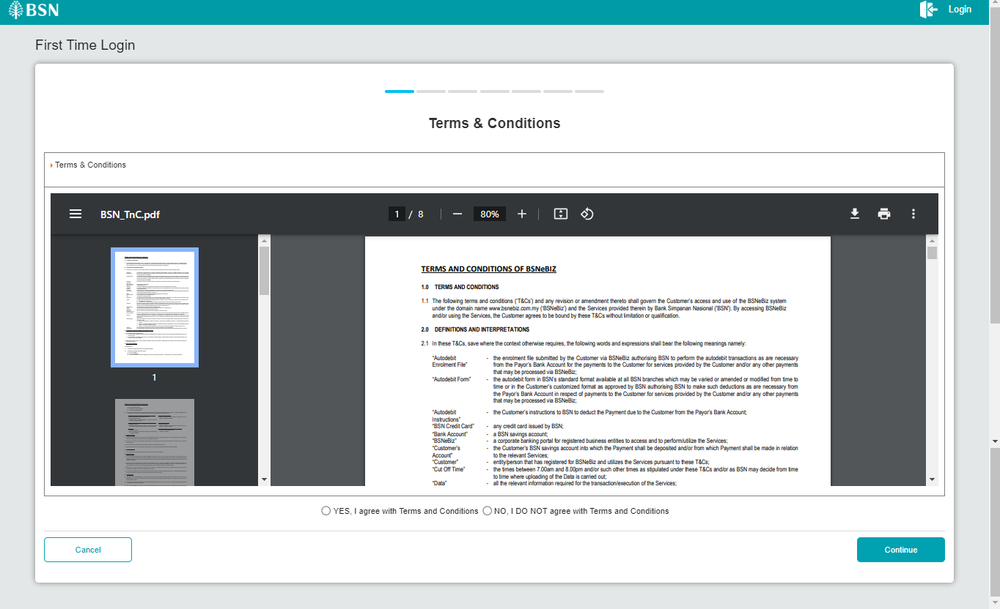 BSN
Login
First Time Login
Terms & Conditions
Terms & Conditions
BSN_TnC.pdf
1 / 8
80%
1
TERMS AND CONDITIONS OF BSNeBIZ
1.0 TERMS AND CONDITIONS
1.1 The following terms and conditions ('T&Cs') and any revision or amendment thereto shall govern the Customer's access and use of the BSNeBiz system
under the domain name www.bsnebiz.com.my ('BSNeBiz') and the Services provided therein by Bank Simpanan Nasional ('BSN'). By accessing BSNeBiz
and/or using the Services, the Customer agrees to be bound by these T&Cs without limitation or qualification.
2.0 DEFINITIONS AND INTERPRETATIONS
2.1 In these T&Cs, save where the context otherwise requires, the following words and expressions shall bear the following meanings namely:
"Autodebit - the enrolment file submitted by the Customer via BSNeBiz authorising BSN to perform the autodebit transactions as are necessary
Enrolment File" from the Payor's Bank Account for the payments to the Customer for services provided by the Customer and/or any other payments
that may be processed via BSNeBiz;
"Autodebit Form" - the autodebit form in BSN's standard format available at all BSN branches which may be varied or amended or modified from time to
time or in the Customer's customized format as approved by BSN authorising BSN to make such deductions as are necessary from
the Payor's Bank Account in respect of payments to the Customer for services provided by the Customer and/or any other payments
that may be processed via BSNeBiz;
"Autodebit - the Customer's instructions to BSN to deduct the Payment due to the Customer from the Payor's Bank Account;
Instructions"
"BSN Credit Card" - any credit card issued by BSN;
"Bank Account" - a BSN savings account;
"BSNeBiz" - a corporate banking portal for registered business entities to access and to perform/utilize the Services;
"Customer's - the Customer's BSN savings account into which the Payment shall be deposited and/or from which Payment shall be made in relation
Account" to the relevant Services;
"Customer" - entity/person that has registered for BSNeBiz and utilizes the Services pursuant to these T&Cs;
"Cut Off Time" - the times between 7.00am and 8.00pm and/or such other times as stipulated under these T&Cs and/or as BSN may decide from time
to time where uploading of the Data is carried out;
"Data" - all the relevant information required for the transaction/execution of the Services;
YES, I agree with Terms and Conditions NO, I DO NOT agree with Terms and Conditions
Cancel
Continue